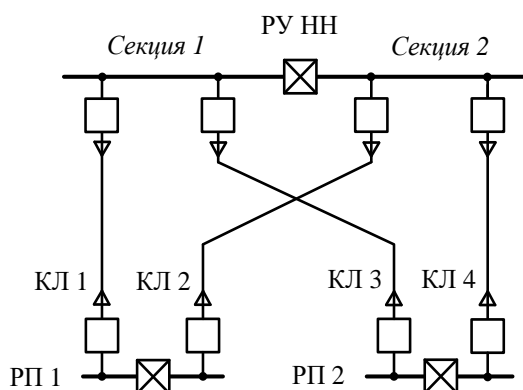 РУ НН
Секция 1
Секция 2
КЛ 1
КЛ 2
КЛ 3
КЛ 4
РП 1
РП 2